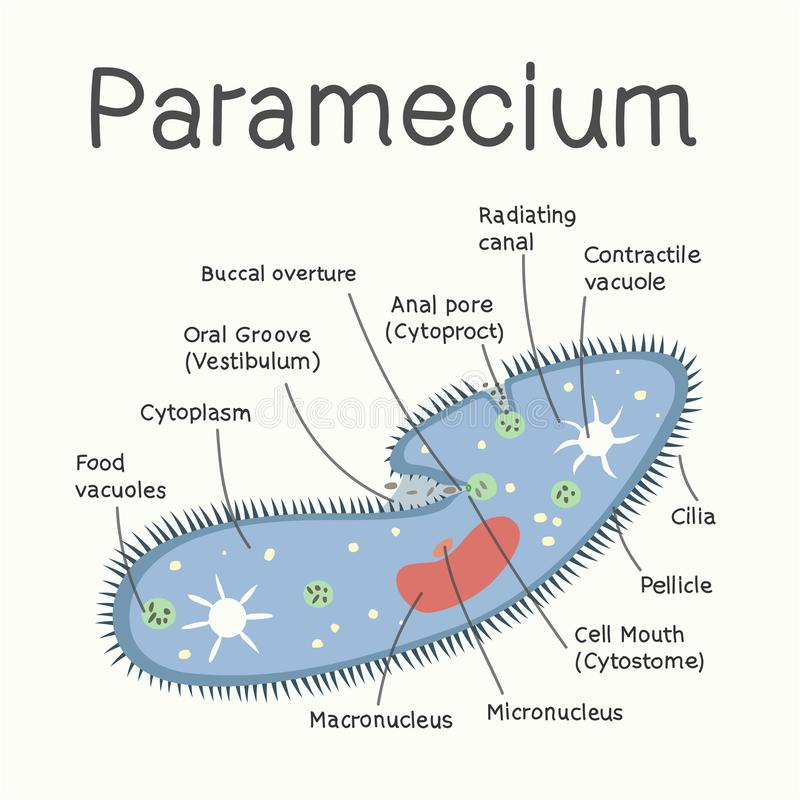 Paramecium
Radiating
canal
Contractile
vacuole
Buccal overture
Anal pore
(Cytoproct)
Oral Groove
(Vestibulum)
Cytoplasm
Food
vacuoles
Cilia
Pellicle
Cell Mouth
(Cytostome)
Macronucleus
Micronucleus
dreamstime